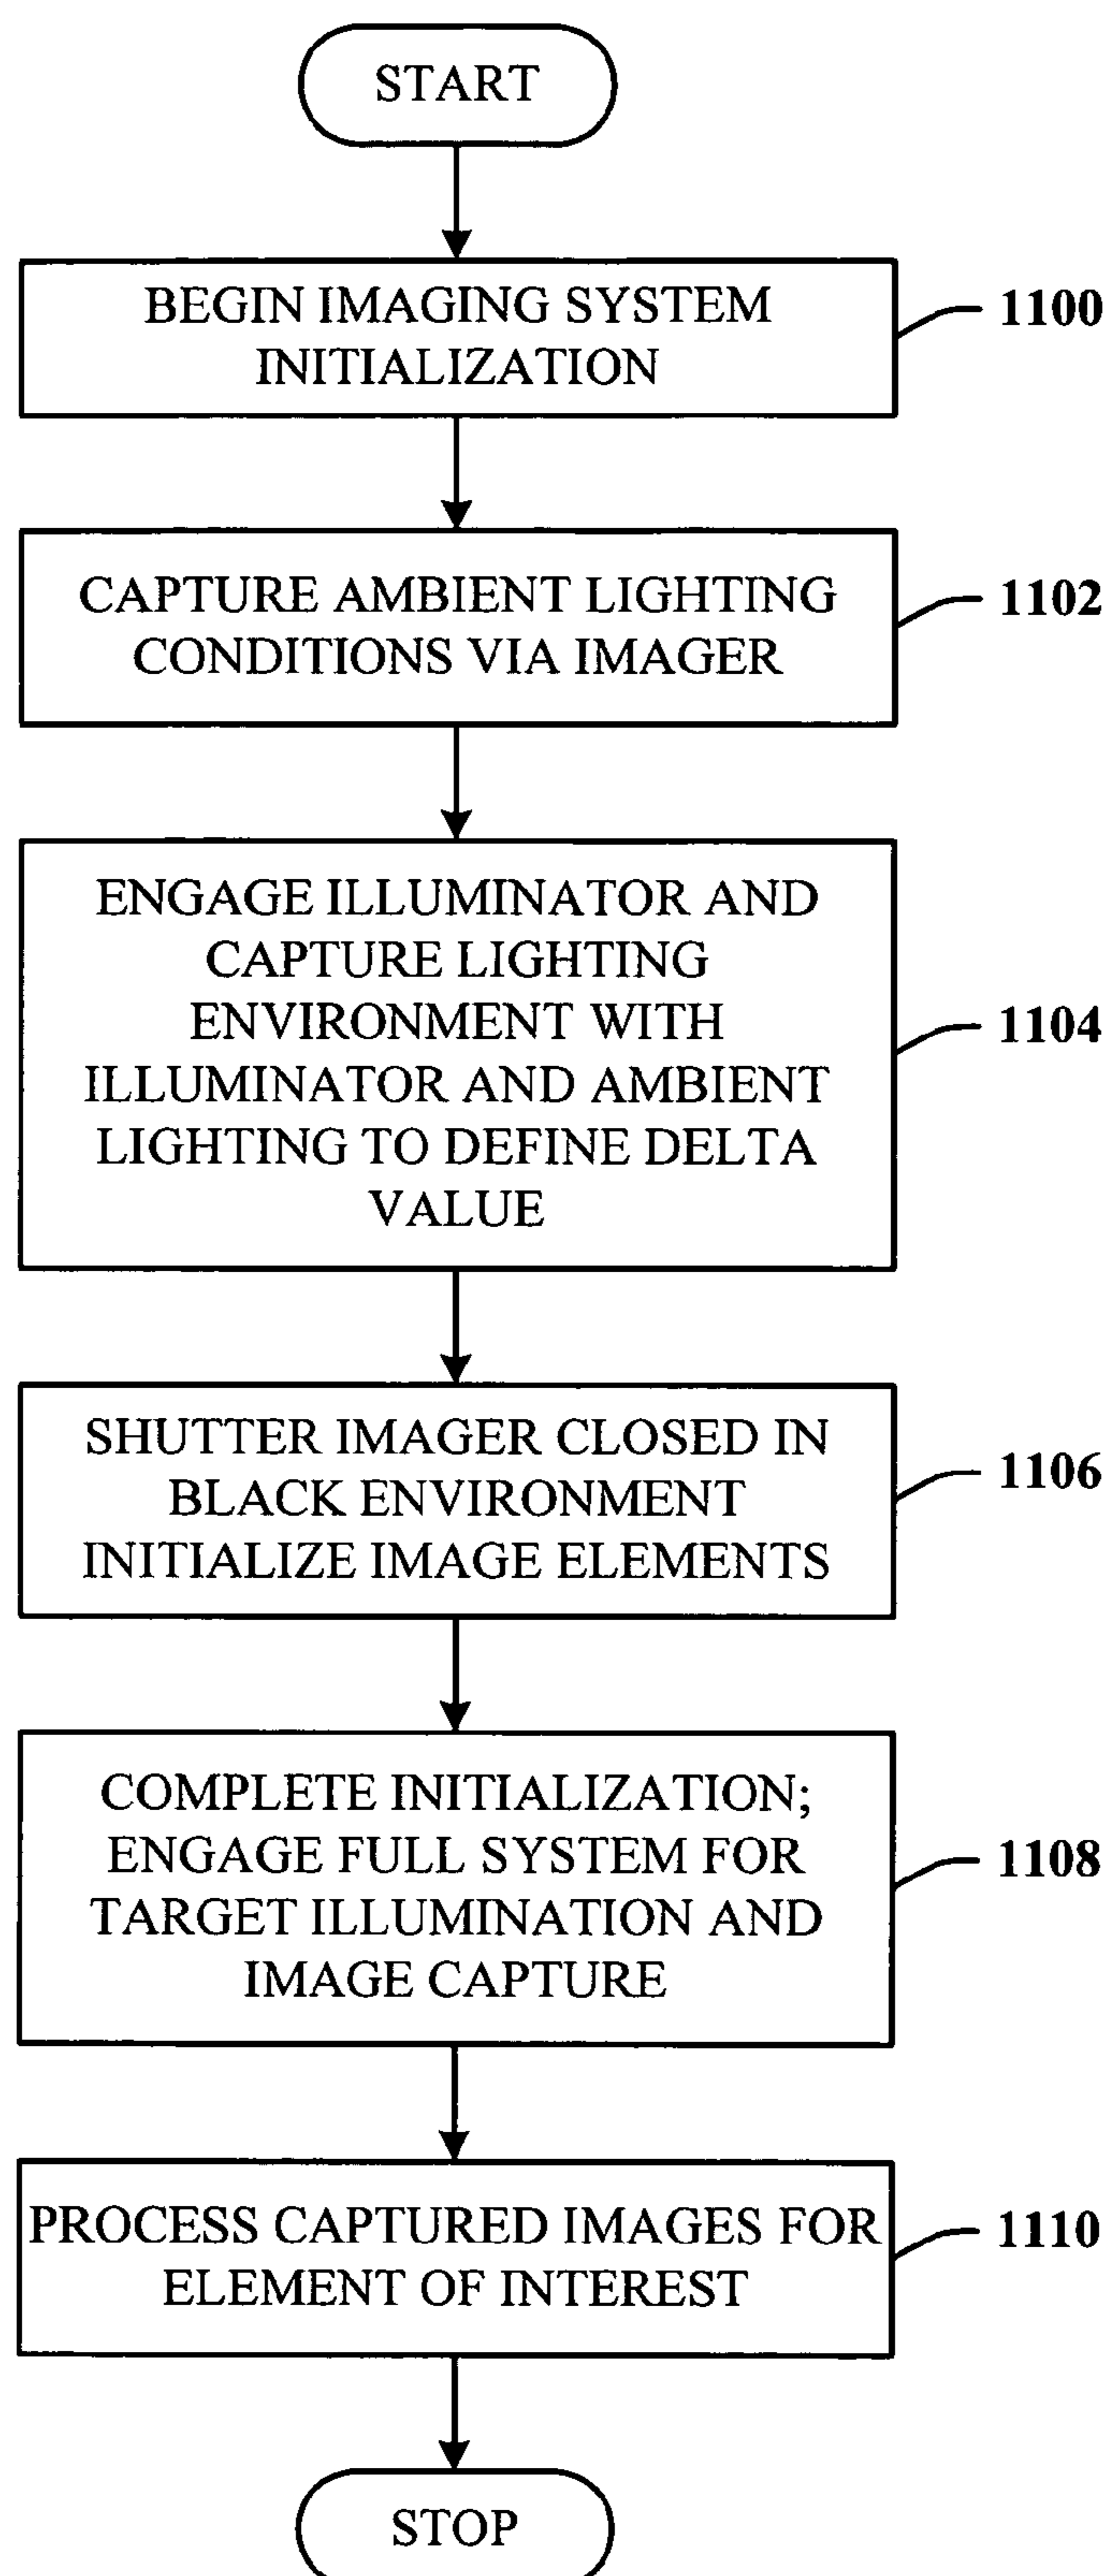 START
BEGIN IMAGING SYSTEM
INITIALIZATION
1100
CAPTURE AMBIENT LIGHTING
CONDITIONS VIA IMAGER
1102
ENGAGE ILLUMINATOR AND
CAPTURE LIGHTING
ENVIRONMENT WITH
ILLUMINATOR AND AMBIENT
LIGHTING TO DEFINE DELTA
VALUE
1104
SHUTTER IMAGER CLOSED IN
BLACK ENVIRONMENT
INITIALIZE IMAGE ELEMENTS
1106
COMPLETE INITIALIZATION;
ENGAGE FULL SYSTEM FOR
TARGET ILLUMINATION AND
IMAGE CAPTURE
1108
PROCESS CAPTURED IMAGES FOR
ELEMENT OF INTEREST
1110
STOP